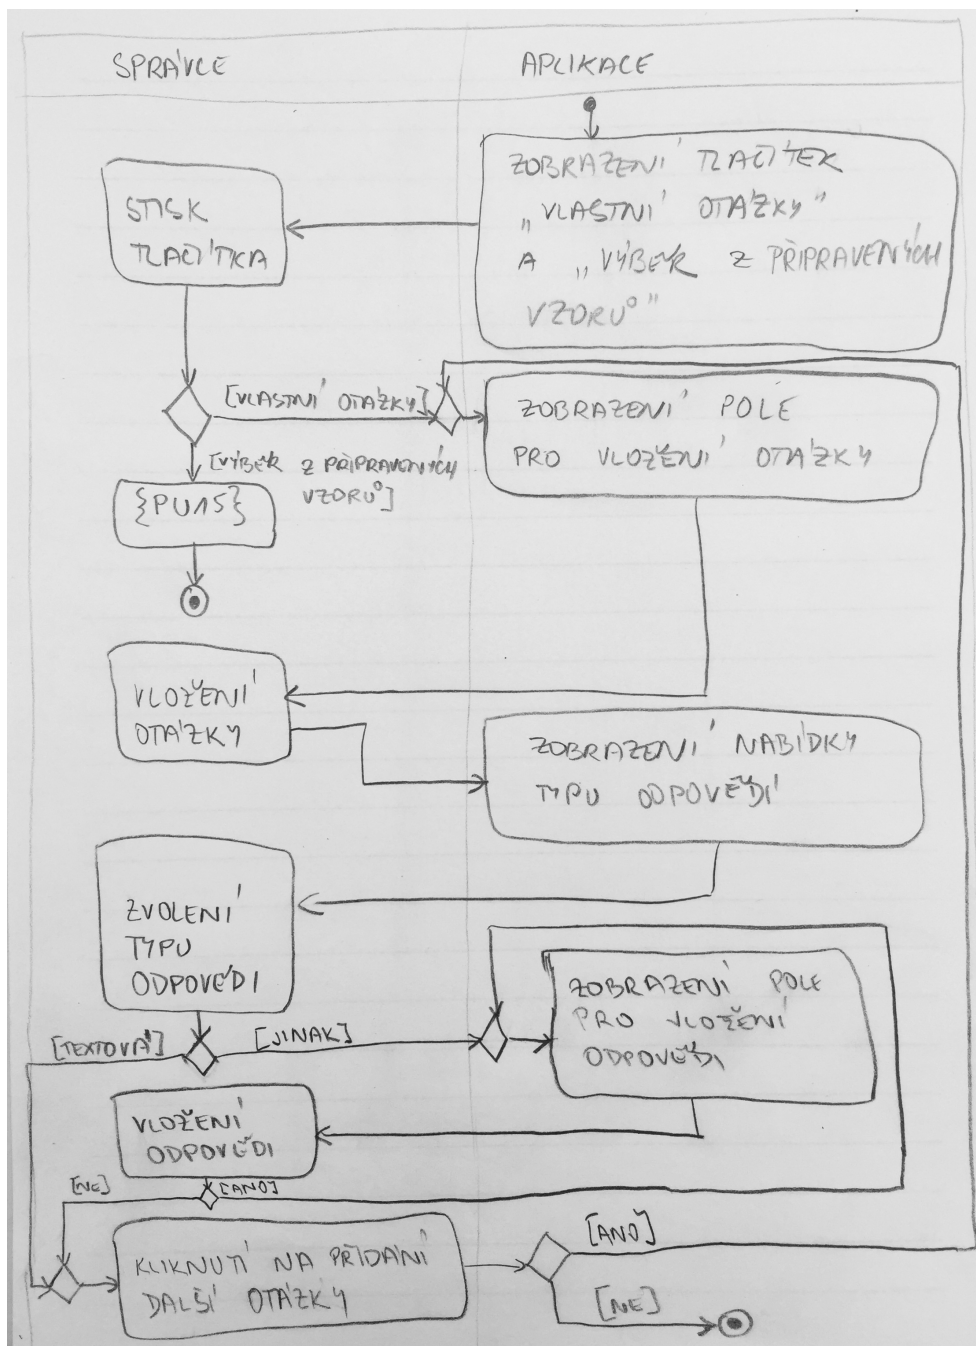 SPRÁVCE
APLIKACE
ZOBRAZENÍ TLAČÍTEK
„VLASTNÍ OTÁZKY"
A „VÝBĚR Z PŘIPRAVENÝCH
VZORŮ"
STISK
TLAČÍTKA
[VLASTNÍ OTÁZKY]
ZOBRAZENÍ POLE
PRO VLOŽENÍ OTÁZKY
[VÝBĚR Z PŘIPRAVENÝCH
VZORŮ]
{PU15}
VLOŽENÍ
OTÁZKY
ZOBRAZENÍ NABÍDKY
TYPU ODPOVĚDÍ
ZVOLENÍ
TYPU
ODPOVĚDI
[TEXTOVÁ]
[JINAK]
ZOBRAZENÍ POLE
PRO VLOŽENÍ
ODPOVĚDI
VLOŽENÍ
ODPOVĚDI
[NE]
[ANO]
KLIKNUTÍ NA PŘIDÁNÍ
DALŠÍ OTÁZKY
[ANO]
[NE]